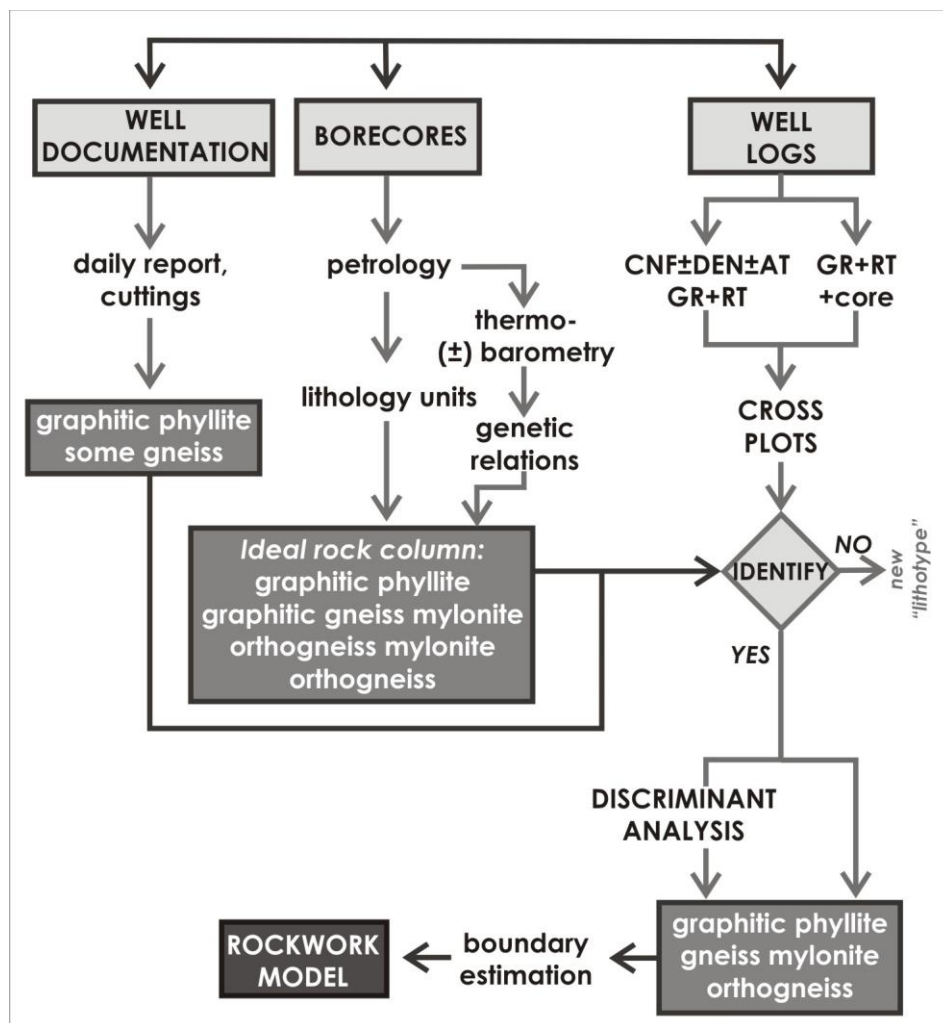 WELL
DOCUMENTATION
BORECORES
WELL
LOGS
daily report,
cuttings
petrology
CNF±DEN±AT
GR+RT
GR+RT
+core
thermo-
(±) barometry
lithology units
graphitic phyllite
some gneiss
genetic
relations
CROSS
PLOTS
Ideal rock column:
graphitic phyllite
graphitic gneiss mylonite
orthogneiss mylonite
orthogneiss
IDENTIFY
NO
new
"lithotype"
YES
DISCRIMINANT
ANALYSIS
graphitic phyllite
gneiss mylonite
orthogneiss
boundary
estimation
ROCKWORK
MODEL